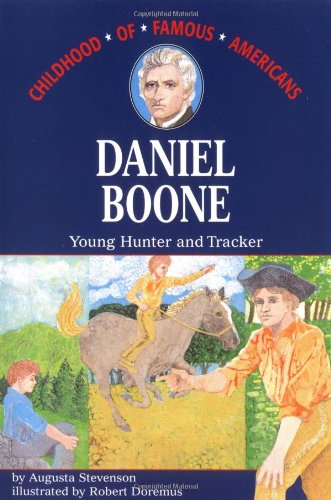 CHILDHOOD * OF * FAMOUS * AMERICANS
DANIEL
BOONE
Young Hunter and Tracker
by Augusta Stevenson
illustrated by Robert Doremus